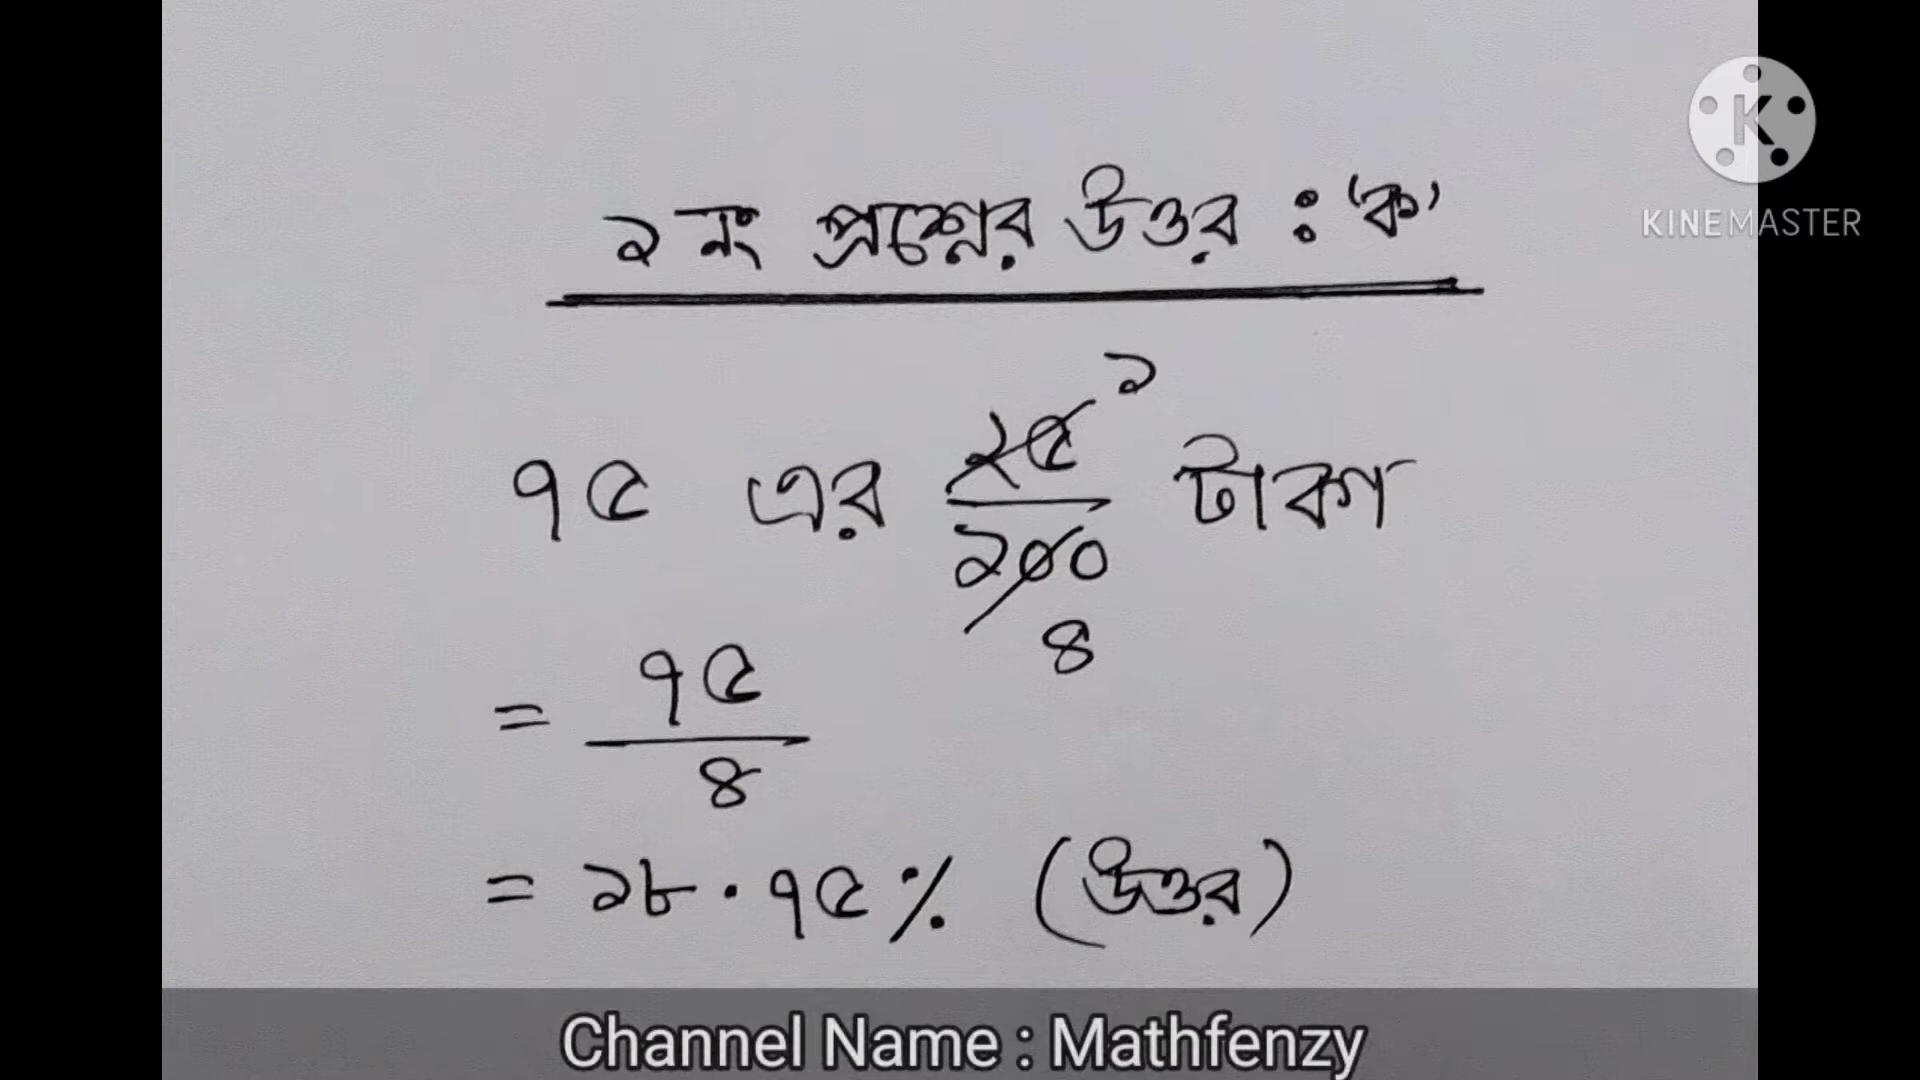 ১নং প্রশ্নের উত্তর : 'ক'
KINEMASTER
১
৭৫ এর ২৫/১০০ টাকা
৪
= ৭৫/৪
= ১৮.৭৫% (উত্তর)
Channel Name : Mathfenzy